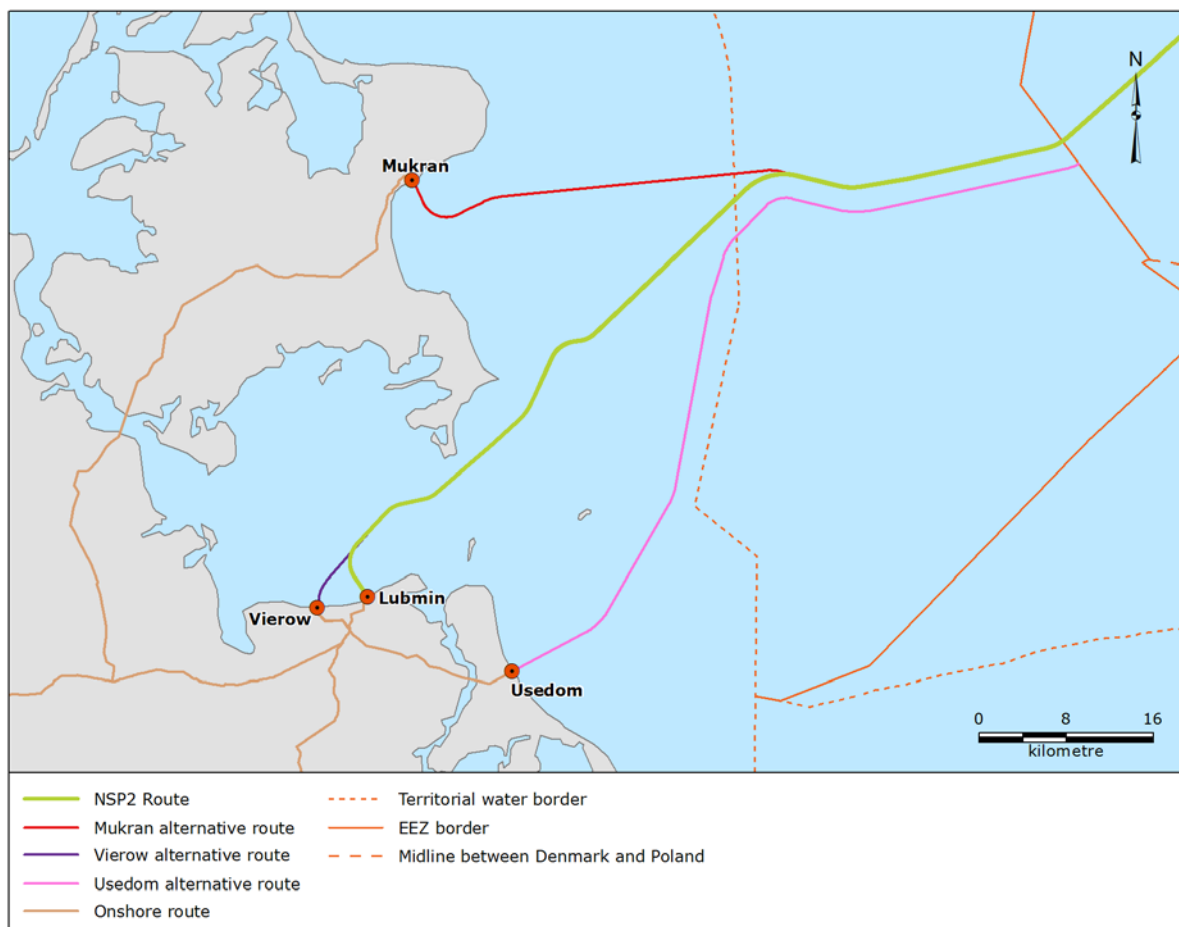 N
Mukran
Vierow
Lubmin
Usedom
0 8 16
kilometre
NSP2 Route
Mukran alternative route
Vierow alternative route
Usedom alternative route
Onshore route
Territorial water border
EEZ border
Midline between Denmark and Poland